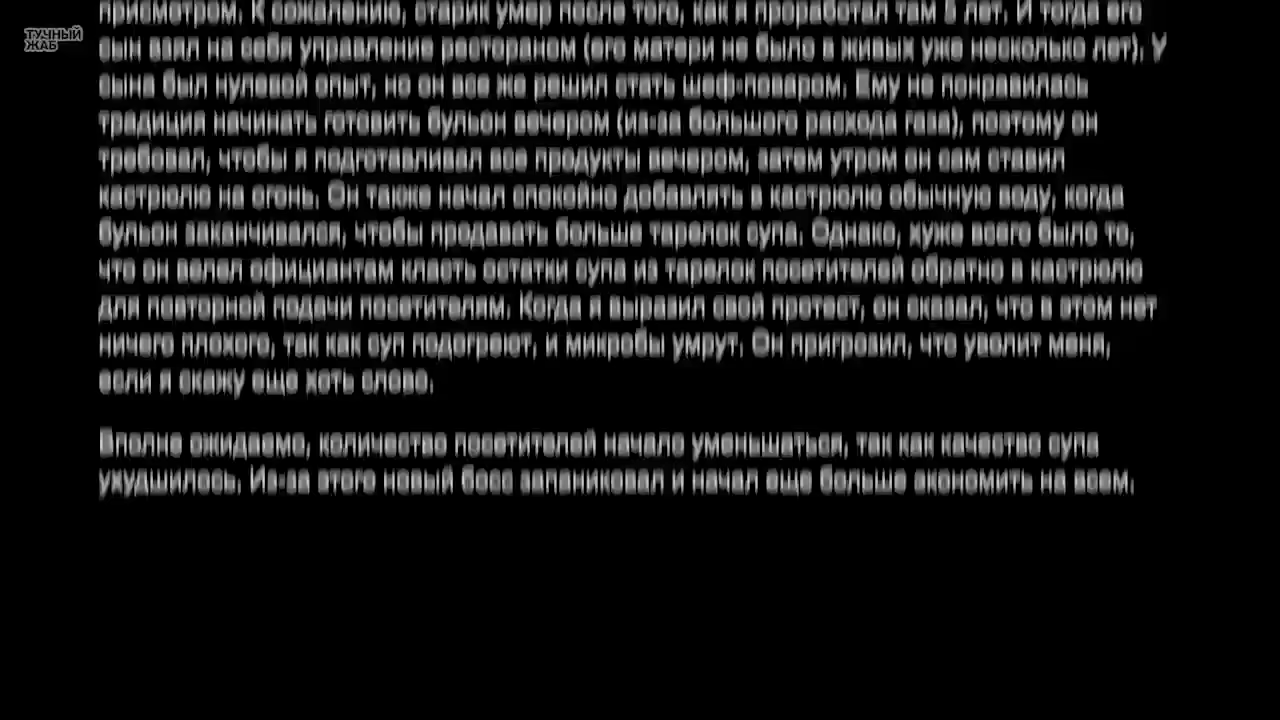 ТУЧНЫЙ
ЖАБ
присмотром. К сожалению, старик умер после того, как я проработал там лет. И тогда его
сын взял на себя управление рестораном (его матери не было в живых уже несколько лет). У
сына был нулевой опыт, но он все же решил стать шеф-поваром. Ему не понравилась
традиция начинать готовить бульон вечером (из-за большого расхода газа), поэтому он
требовал, чтобы я подготавливал все продукты вечером, затем утром он сам ставил
кастрюлю на огонь. Он также начал спокойно добавлять в кастрюлю обычную воду, когда
бульон заканчивался, чтобы продавать больше тарелок супа. Однако, хуже всего было то,
что он велел официантам класть остатки супа из тарелок посетителей обратно в кастрюлю
для повторной подачи посетителям. Когда я выразил свой протест, он сказал, что в этом нет
ничего плохого, так как суп подогреют, и микробы умрут. Он пригрозил, что уволит меня,
если я скажу еще хоть слово.
Вполне ожидаемо, количество посетителей начало уменьшаться, так как качество супа
ухудшилось. Из-за этого новый босс запаниковал и начал еще больше экономить на всем.